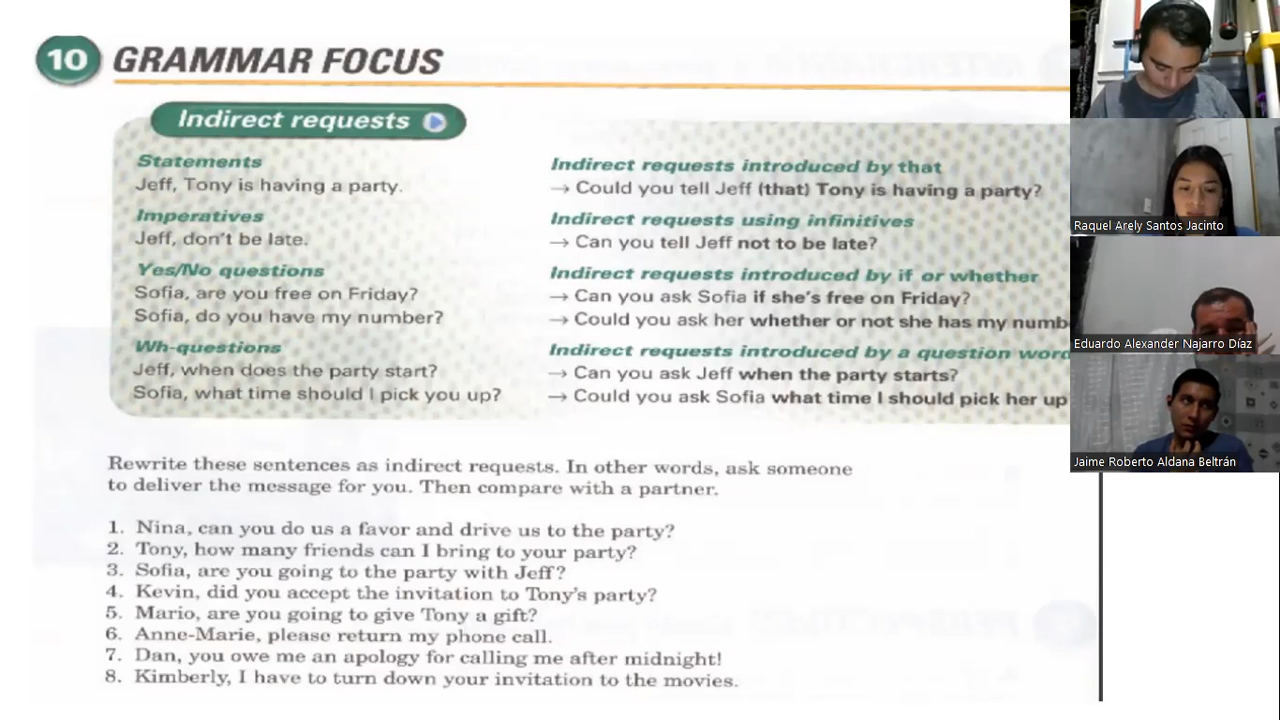 10 GRAMMAR FOCUS
Indirect requests
Statements
Jeff, Tony is having a party.
Imperatives
Jeff, don't be late.
Yes/No questions
Sofia, are you free on Friday?
Sofia, do you have my number?
Wh-questions
Jeff, when does the party start?
Sofia, what time should I pick you up?
Indirect requests introduced by that
→ Could you tell Jeff (that) Tony is having a party?
Indirect requests using infinitives
→ Can you tell Jeff not to be late?
Indirect requests introduced by if or whether
→ Can you ask Sofia if she's free on Friday?
→ Could you ask her whether or not she has my numb
Indirect requests introduced by a question word
→ Can you ask Jeff when the party starts?
→ Could you ask Sofia what time I should pick her up
Rewrite these sentences as indirect requests. In other words, ask someone
to deliver the message for you. Then compare with a partner.
1. Nina, can you do us a favor and drive us to the party?
2. Tony, how many friends can I bring to your party?
3. Sofia, are you going to the party with Jeff?
4. Kevin, did you accept the invitation to Tony's party?
5. Mario, are you going to give Tony a gift?
6. Anne-Marie, please return my phone call.
7. Dan, you owe me an apology for calling me after midnight!
8. Kimberly, I have to turn down your invitation to the movies.
Raquel Arely Santos Jacinto
Eduardo Alexander Najarro Díaz
Jaime Roberto Aldana Beltrán